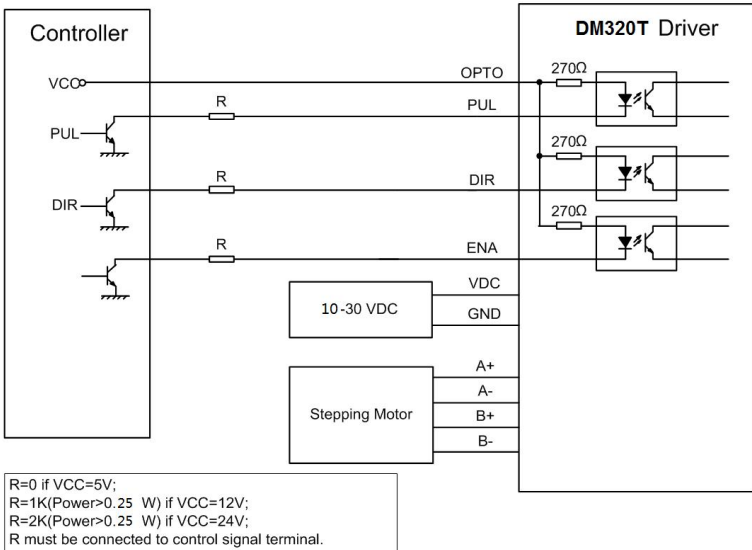 Controller
DM320T Driver
VCC
OPTO
270Ω
R
PUL
PUL
270Ω
R
DIR
DIR
270Ω
R
ENA
VDC
10-30 VDC
GND
A+
A-
Stepping Motor
B+
B-
R=0 if VCC=5V;
R=1K(Power>0.25 W) if VCC=12V;
R=2K(Power>0.25 W) if VCC=24V;
R must be connected to control signal terminal.